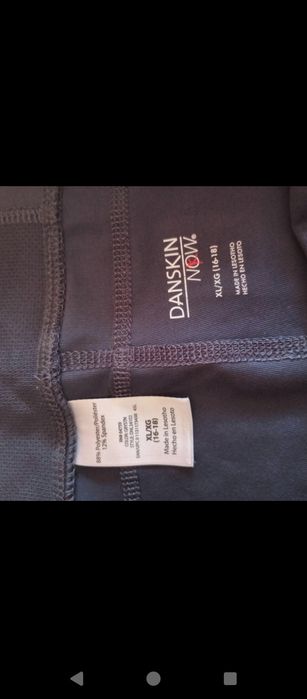 DANSKIN
NOW®
XL/XG (16-18)
MADE IN LESOTHO
HECHO EN LESOTO
88% Polyester/Poliéster
12% Spandex
XL/XG
(16-18)
Made in Lesotho
Hecho en Lesoto